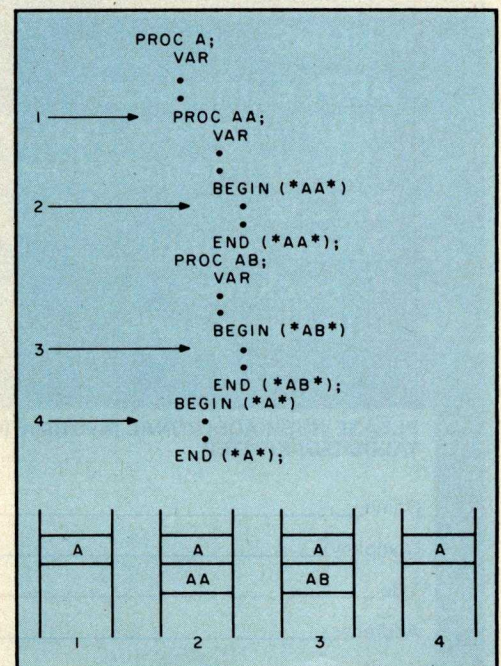 PROC A;
VAR
1
PROC AA;
VAR
BEGIN (*AA*)
2
END (*AA*);
PROC AB;
VAR
BEGIN (*AB*)
3
END (*AB*);
BEGIN (*A*)
4
END (*A*);
A A A A
AA AB
1 2 3 4